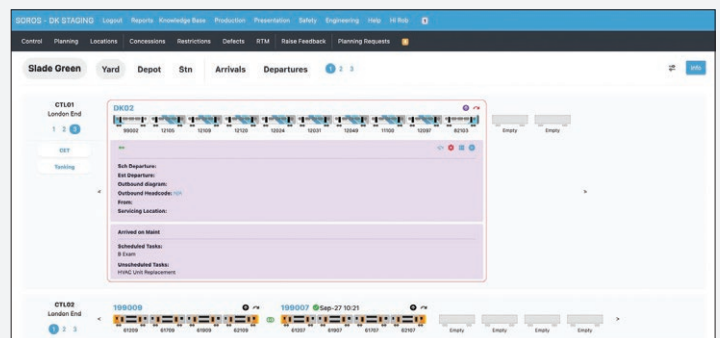 SOROS - DK STAGING Logout Reports Knowledge Base Production Presentation Safety Engineering Help Hi Bob
Control Planning Locations Concessions Restrictions Defects RTM Raise Feedback Planning Requests
Slade Green Yard Depot Stn Arrivals Departures 1 2 3 Info
CTL01
London End
1 2 3
CET
Tanking
DK02
99002 12105 12109 12120 12024 12031 12049 11100 12097 82103 Empty Empty
Sch Departure:
Est Departure:
Outbound diagram:
Outbound Headcode: N/A
From:
Servicing Location:
Arrived on Maint
Scheduled Tasks:
B Exam
Unscheduled Tasks:
HVAC Unit Replacement
CTL02
London End
1 2 3
199009 199007 Sep-27 10:21
61209 61709 61909 62109 61207 61907 61707 62107 Empty Empty Empty Empty